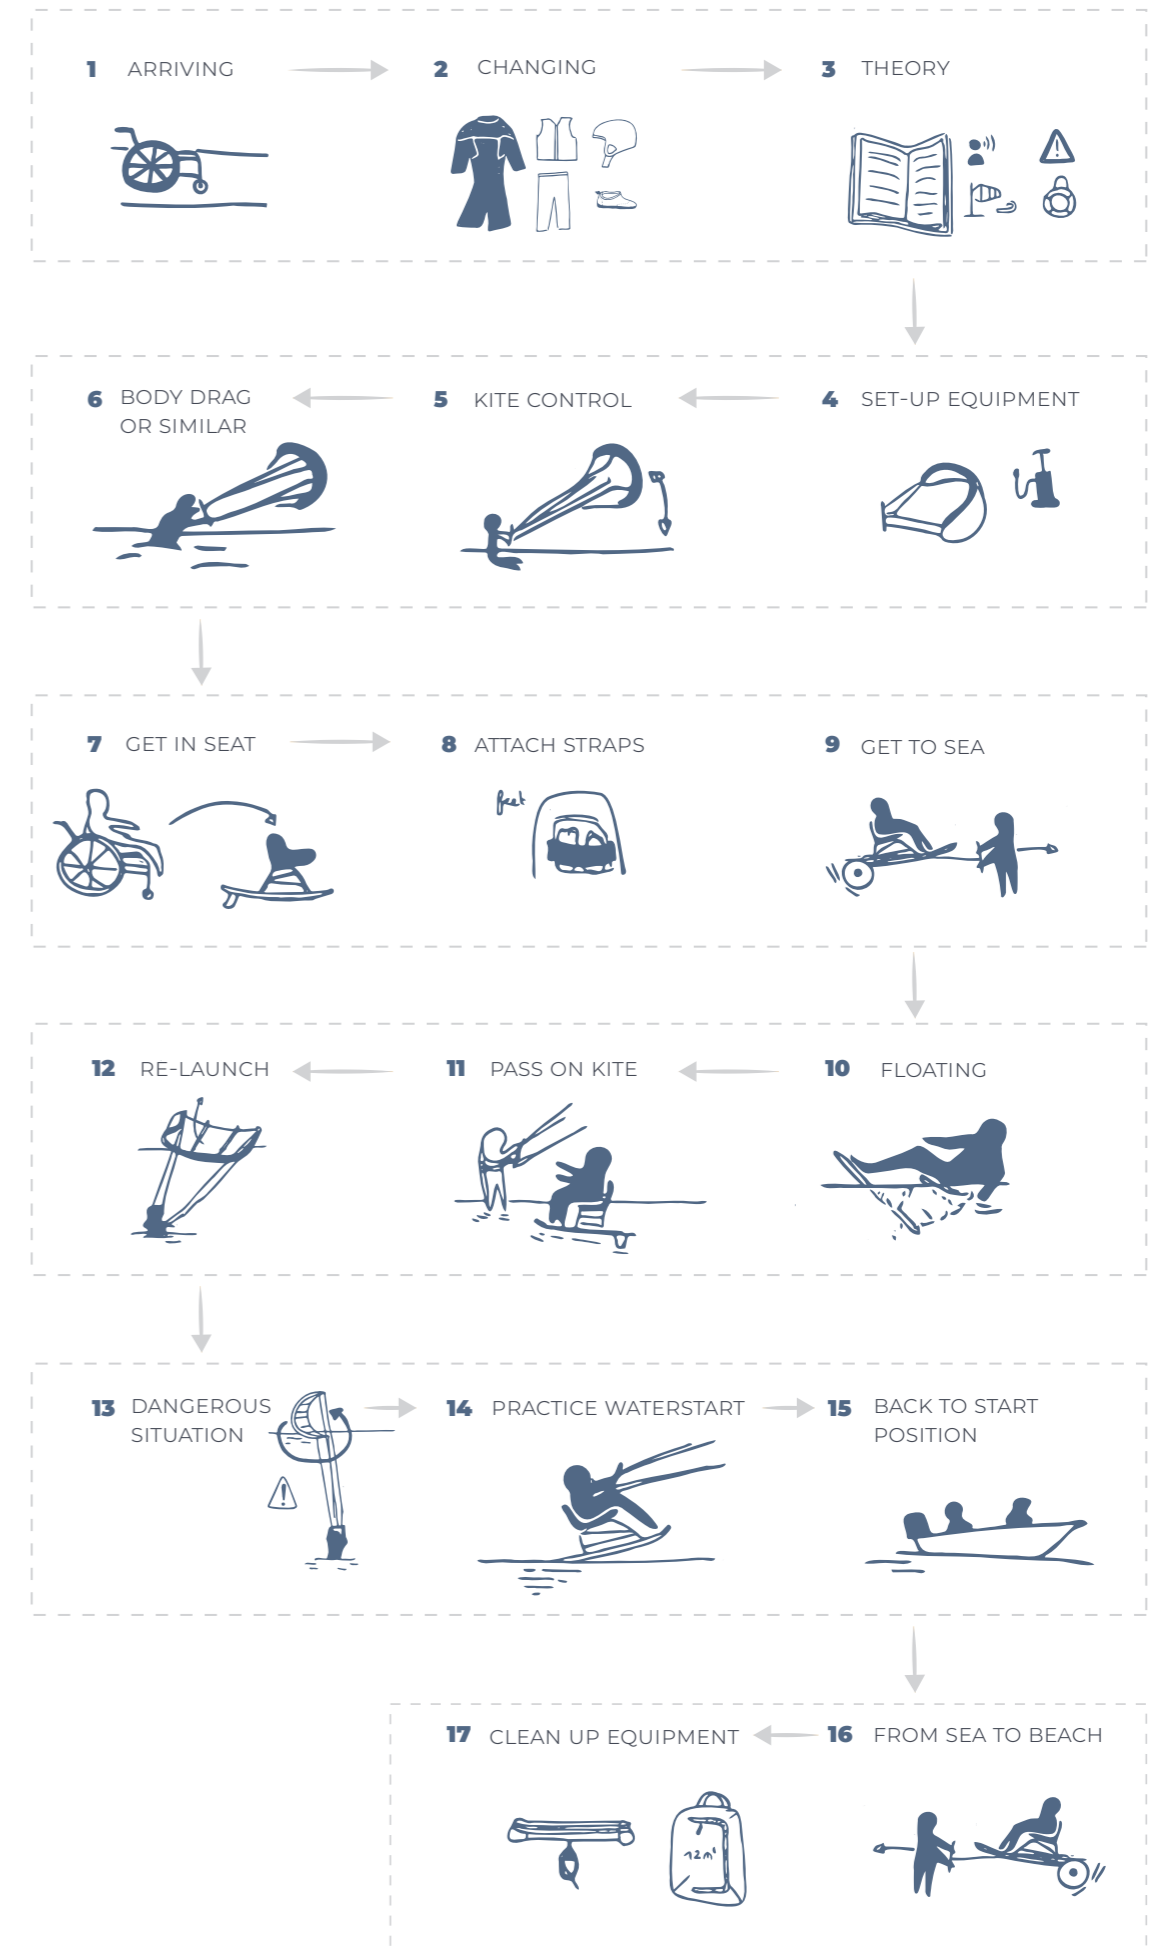 1 ARRIVING
2 CHANGING
3 THEORY
6 BODY DRAG
OR SIMILAR
5 KITE CONTROL
4 SET-UP EQUIPMENT
7 GET IN SEAT
8 ATTACH STRAPS
9 GET TO SEA
feet
12 RE-LAUNCH
11 PASS ON KITE
10 FLOATING
13 DANGEROUS
SITUATION
14 PRACTICE WATERSTART
15 BACK TO START
POSITION
17 CLEAN UP EQUIPMENT
16 FROM SEA TO BEACH